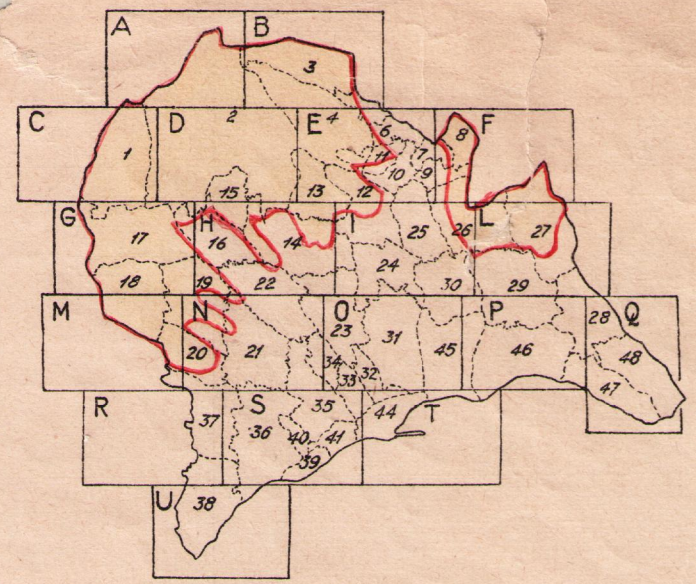 A B
3
C D 2 E 4 F
1 6 7 8
11 10 9
15 13 12
G H I L
17 16 14 25 26 27
18 19 22 24 30 29
M N O P Q
20 21 23 31 45 46 28 48
34 33 32 47
R S T
37 36 35 44
40 41
39
U 38